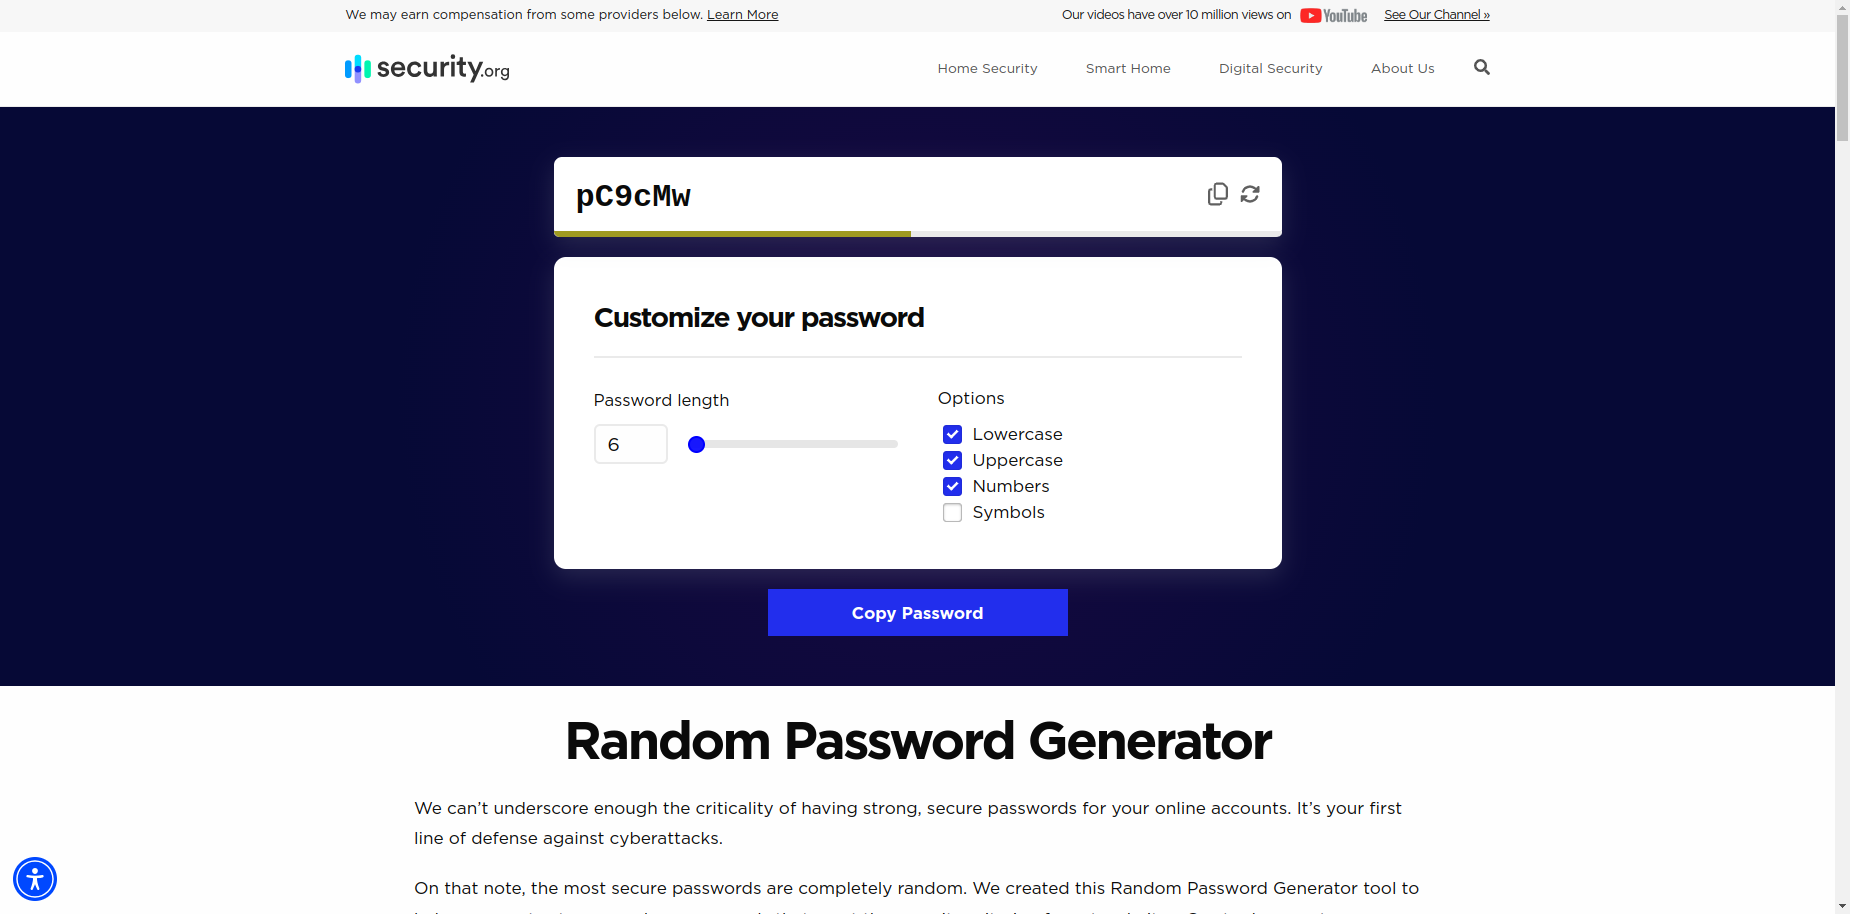 We may earn compensation from some providers below. Learn More
Our videos have over 10 million views on YouTube See Our Channel »
security.org
Home Security Smart Home Digital Security About Us
pC9cMw
Customize your password
Password length
6
Options
Lowercase
Uppercase
Numbers
Symbols
Copy Password
Random Password Generator
We can't underscore enough the criticality of having strong, secure passwords for your online accounts. It's your first
line of defense against cyberattacks.
On that note, the most secure passwords are completely random. We created this Random Password Generator tool to